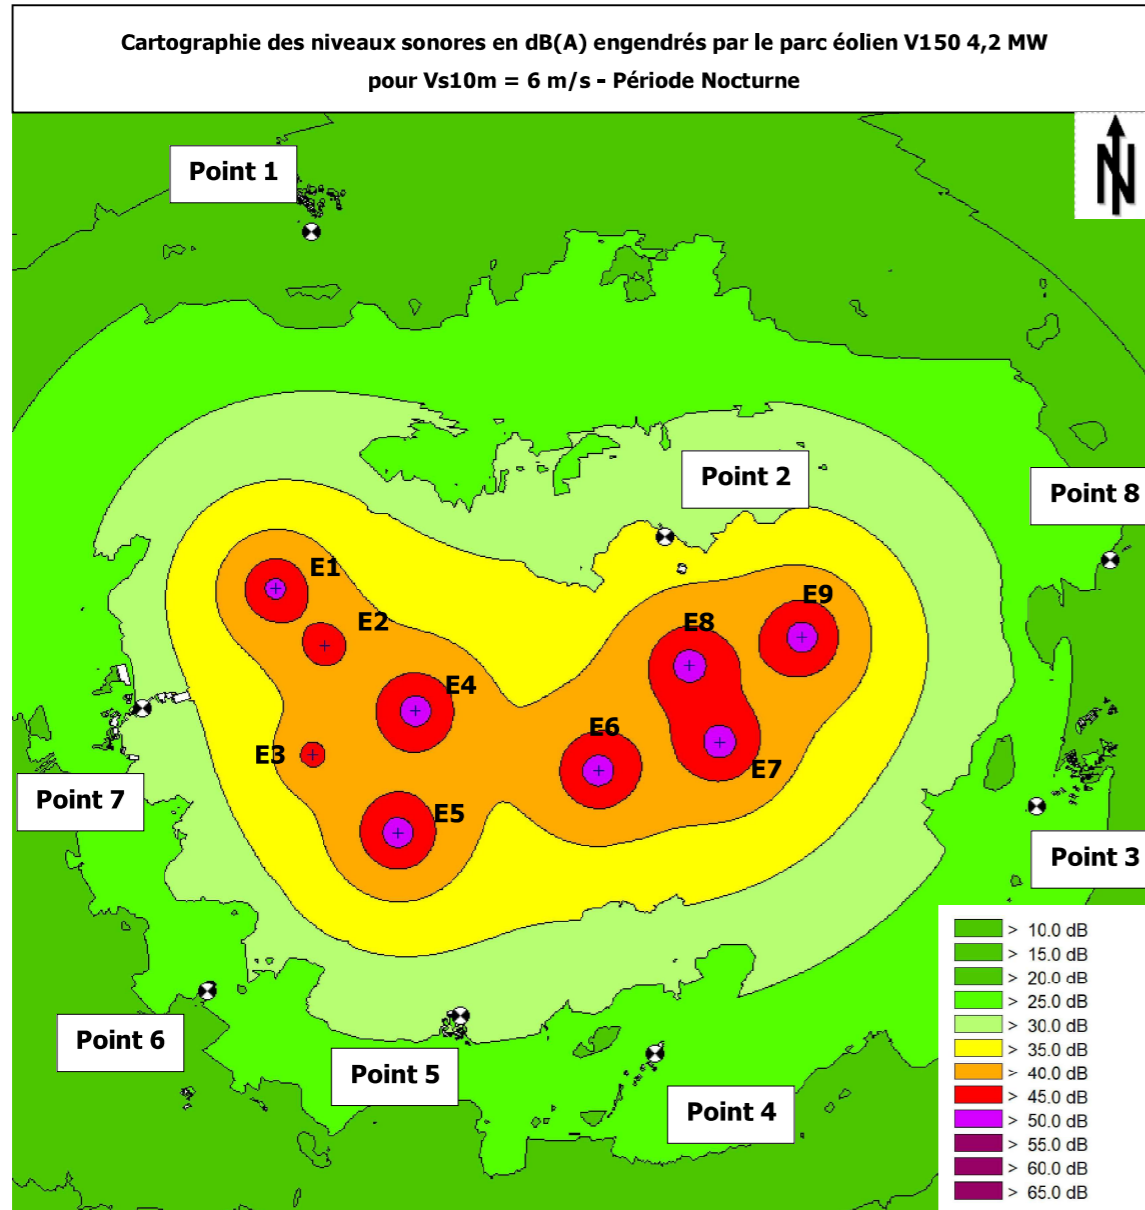 Cartographie des niveaux sonores en dB(A) engendrés par le parc éolien V150 4,2 MW
pour Vs10m = 6 m/s - Période Nocturne
N
Point 1
Point 2
Point 8
E1
E2
E9
E8
E4
E6
E3
E7
Point 7
E5
Point 3
Point 6
Point 5
Point 4
> 10.0 dB
> 15.0 dB
> 20.0 dB
> 25.0 dB
> 30.0 dB
> 35.0 dB
> 40.0 dB
> 45.0 dB
> 50.0 dB
> 55.0 dB
> 60.0 dB
> 65.0 dB